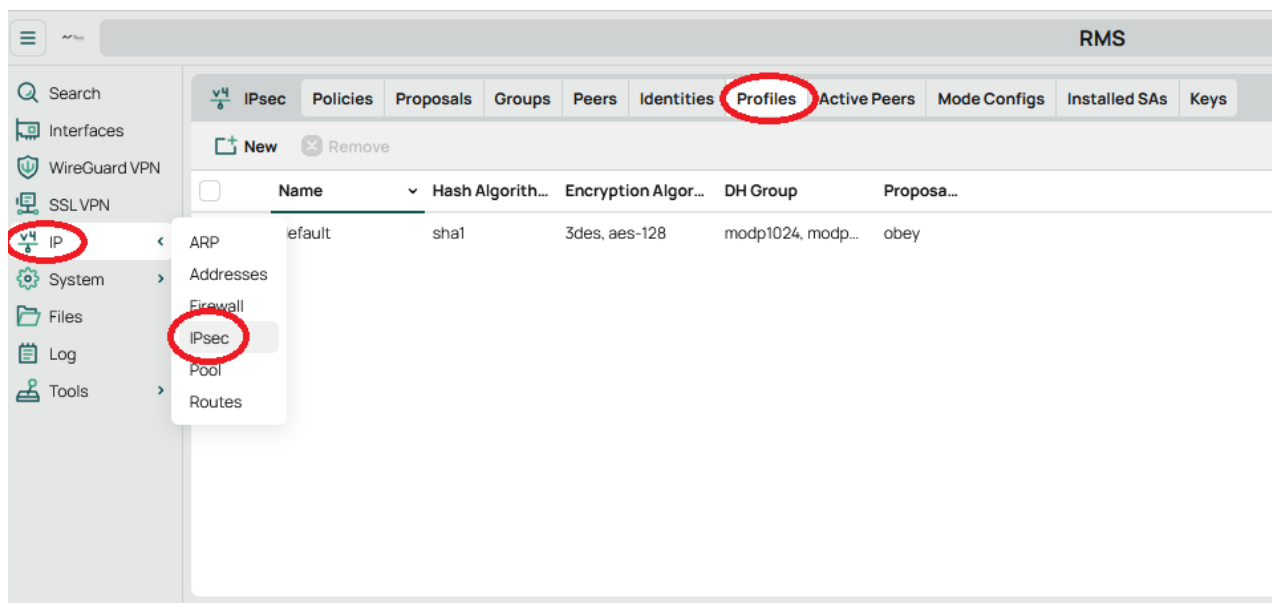 RMS
Search
Interfaces
WireGuard VPN
SSL VPN
IP
System
Files
Log
Tools
ARP
Addresses
Firewall
IPsec
Pool
Routes
v4 IPsec Policies Proposals Groups Peers Identities Profiles Active Peers Mode Configs Installed SAs Keys
New Remove
Name Hash Algorith... Encryption Algor... DH Group Proposa...
default sha1 3des, aes-128 modp1024, modp... obey